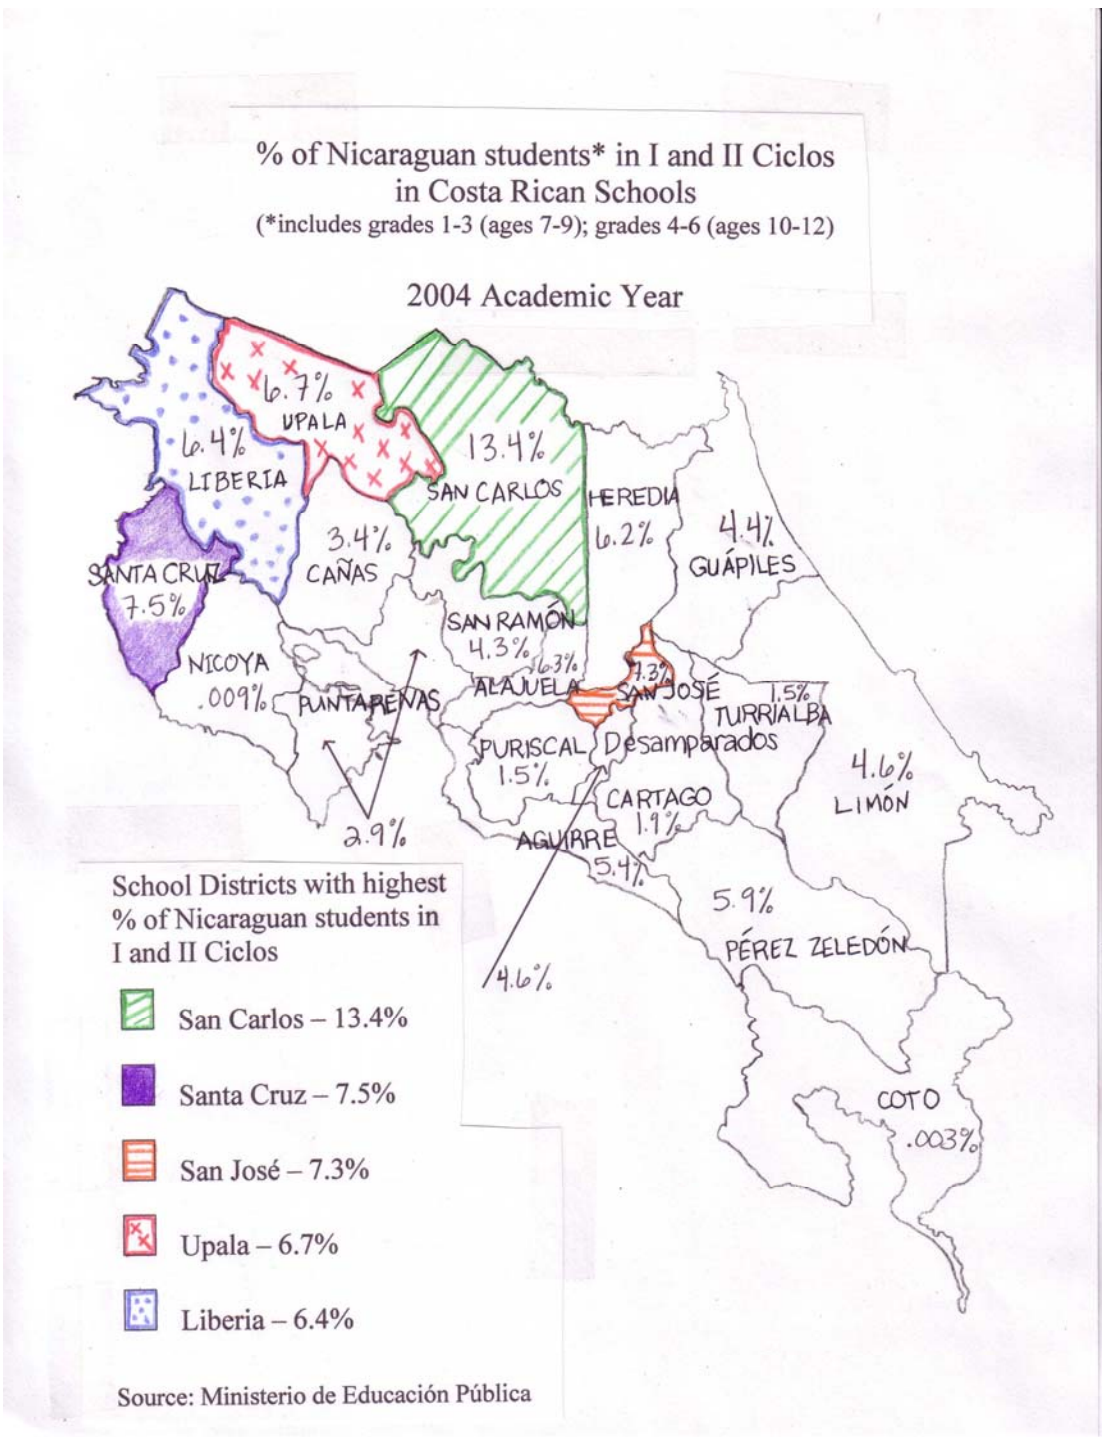 % of Nicaraguan students* in I and II Ciclos
in Costa Rican Schools
(*includes grades 1-3 (ages 7-9); grades 4-6 (ages 10-12)
2004 Academic Year
6.7%
UPALA
6.4%
LIBERIA
13.4%
SAN CARLOS
HEREDIA
6.2%
4.4%
GUÁPILES
3.4%
CAÑAS
SANTA CRUZ
7.5%
SAN RAMÓN
4.3%
6.3%
ALAJUELA
NICOYA
.009%
PUNTARENAS
2.9%
7.3%
SAN JOSÉ
1.5%
TURRIALBA
PURISCAL
1.5%
Desamparados
4.6%
LIMÓN
CARTAGO
1.9%
AGUIRRE
5.4%
5.9%
PÉREZ ZELEDÓN
4.6%
COTO
.003%
School Districts with highest
% of Nicaraguan students in
I and II Ciclos
San Carlos – 13.4%
Santa Cruz – 7.5%
San José – 7.3%
Upala – 6.7%
Liberia – 6.4%
Source: Ministerio de Educación Pública